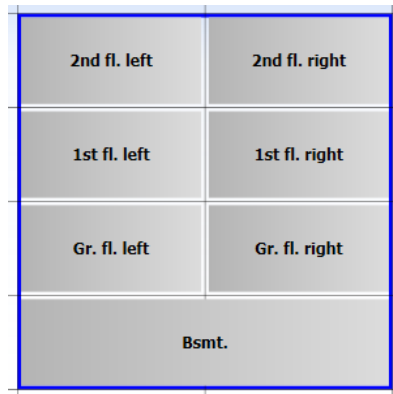 2nd fl. left
2nd fl. right
1st fl. left
1st fl. right
Gr. fl. left
Gr. fl. right
Bsmt.